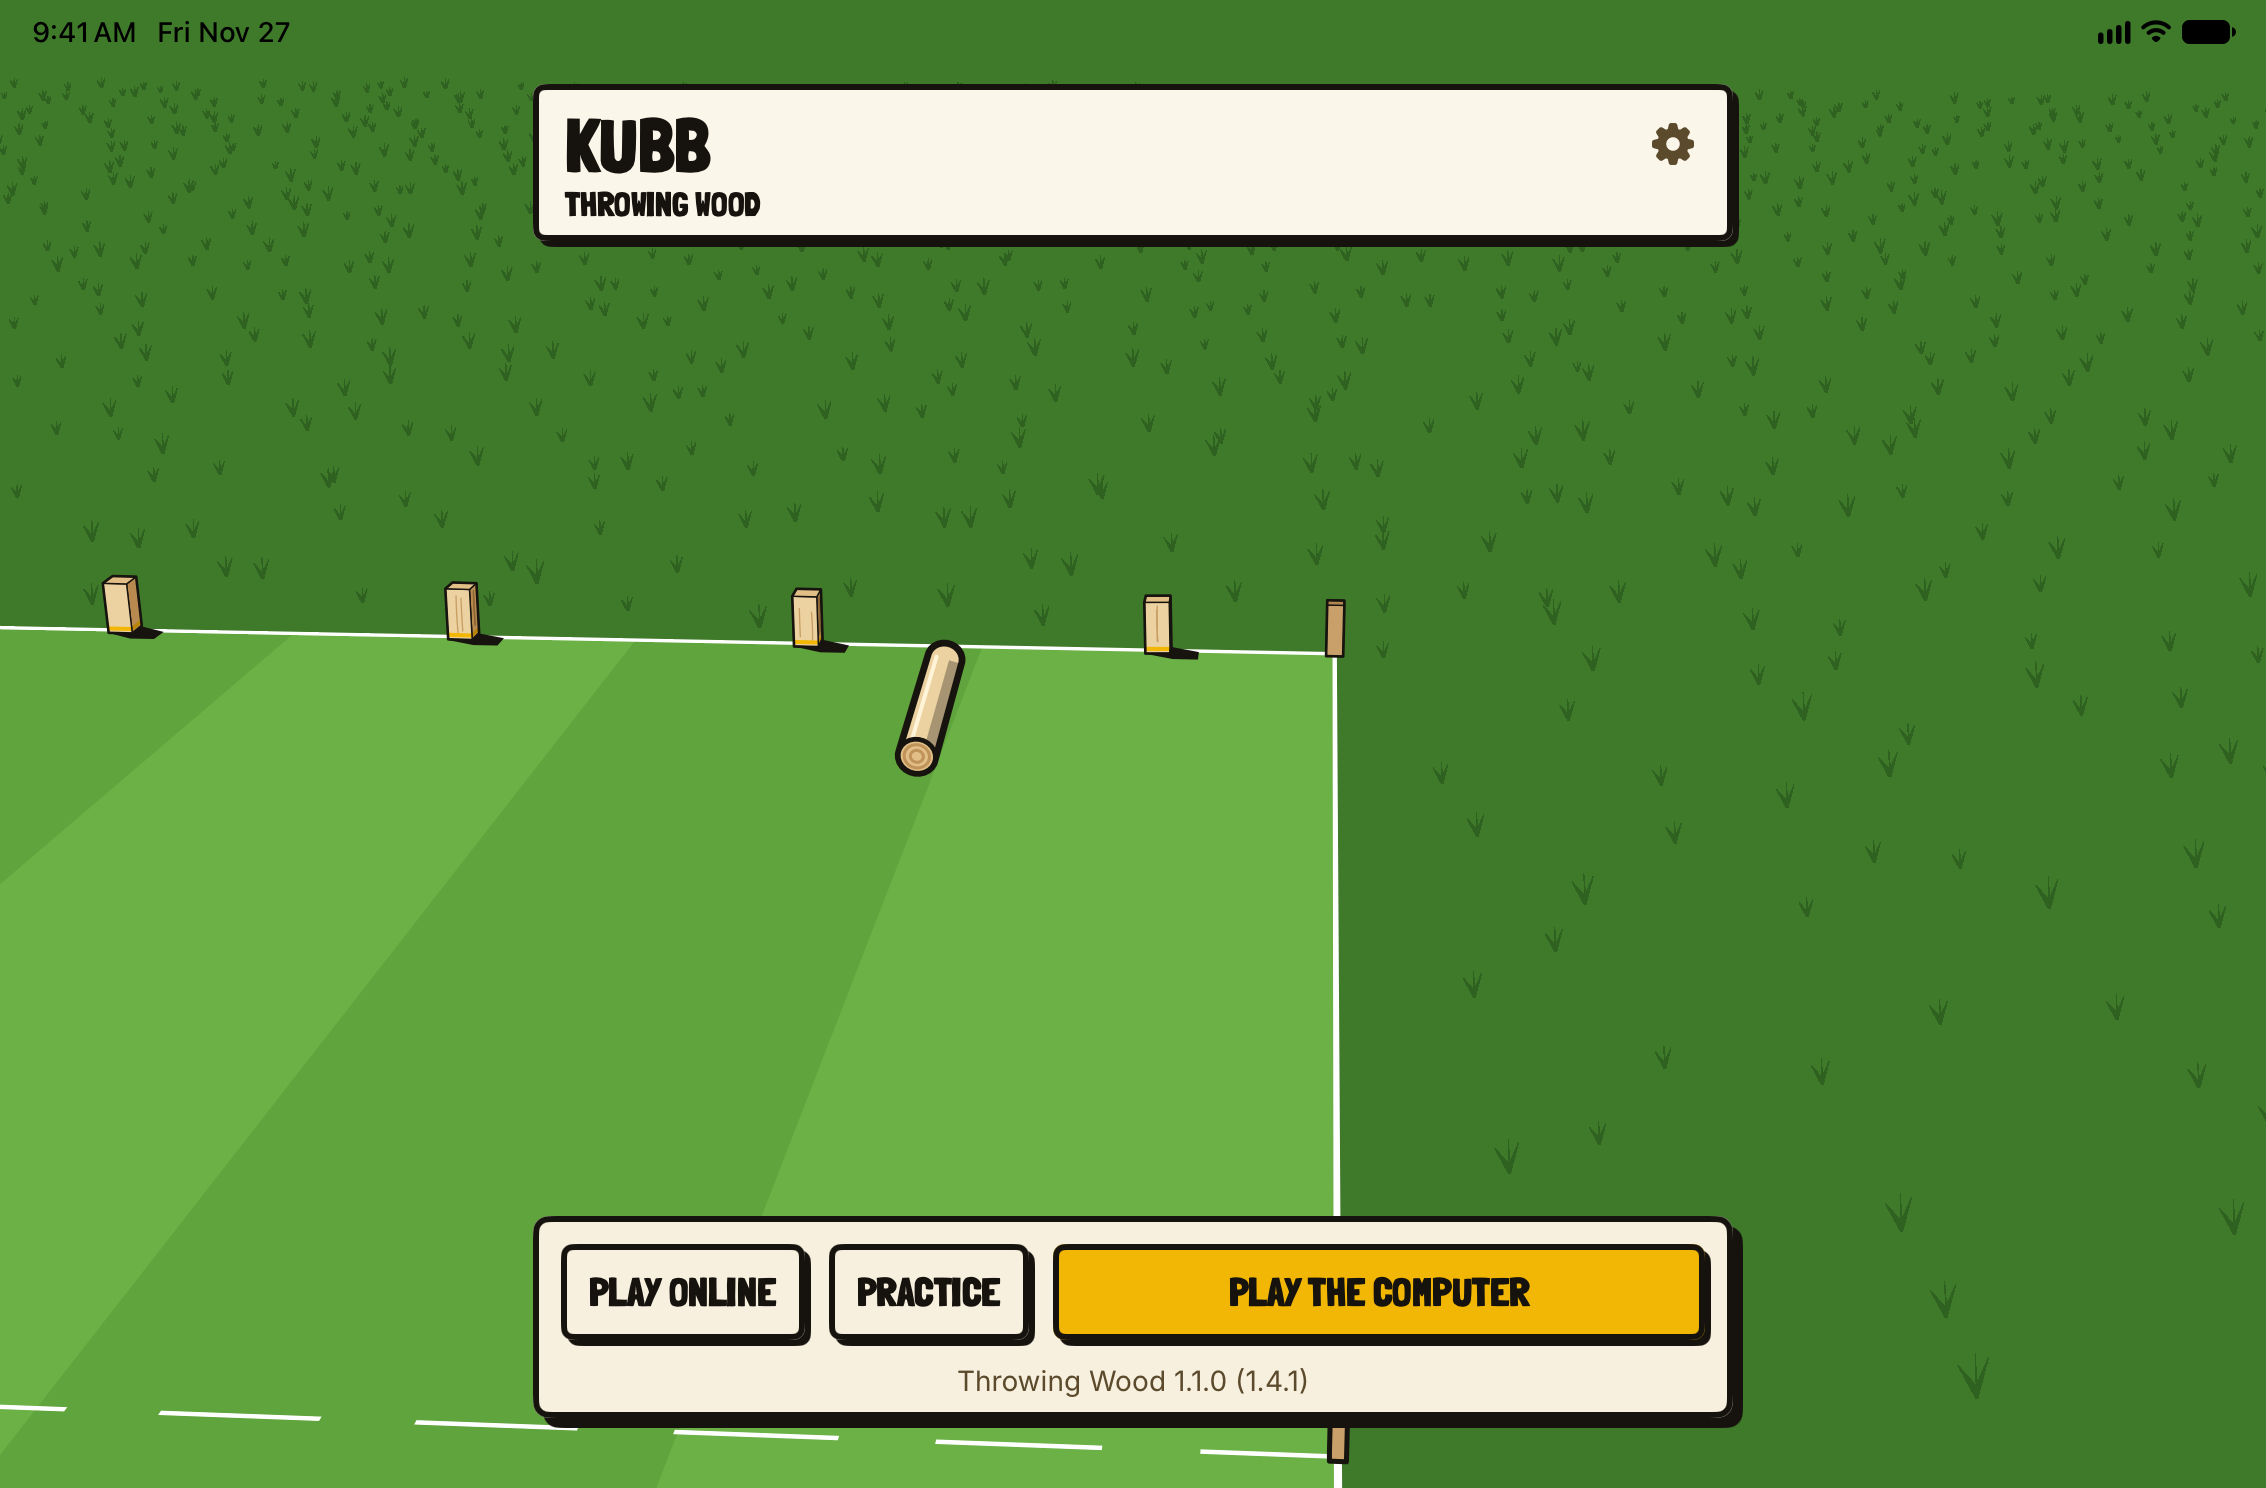 9:41 AM Fri Nov 27
KUBB
THROWING WOOD
PLAY ONLINE
PRACTICE
PLAY THE COMPUTER
Throwing Wood 1.1.0 (1.4.1)